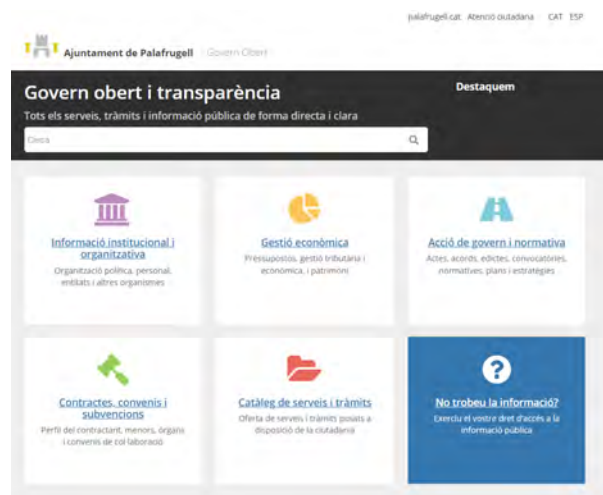 palafrugell.cat Atenció ciutadana CAT ESP
Ajuntament de Palafrugell Govern Obert
Govern obert i transparència
Destaquem
Tots els serveis, tràmits i informació pública de forma directa i clara
Cerca
Informació institucional i
organitzativa
Organització política, personal,
entitats i altres organismes
Gestió econòmica
Pressupostos, gestió tributària i
econòmica, i patrimoni
Acció de govern i normativa
Actes, acords, edictes, convocatòries,
normatives, plans i estratègies
Contractes, convenis i
subvencions
Perfil del contractant, menors, òrgans
i convenis de col·laboració
Catàleg de serveis i tràmits
Oferta de serveis i tràmits posats a
disposició de la ciutadania
No trobeu la informació?
Exerciu el vostre dret d'accés a la
informació pública